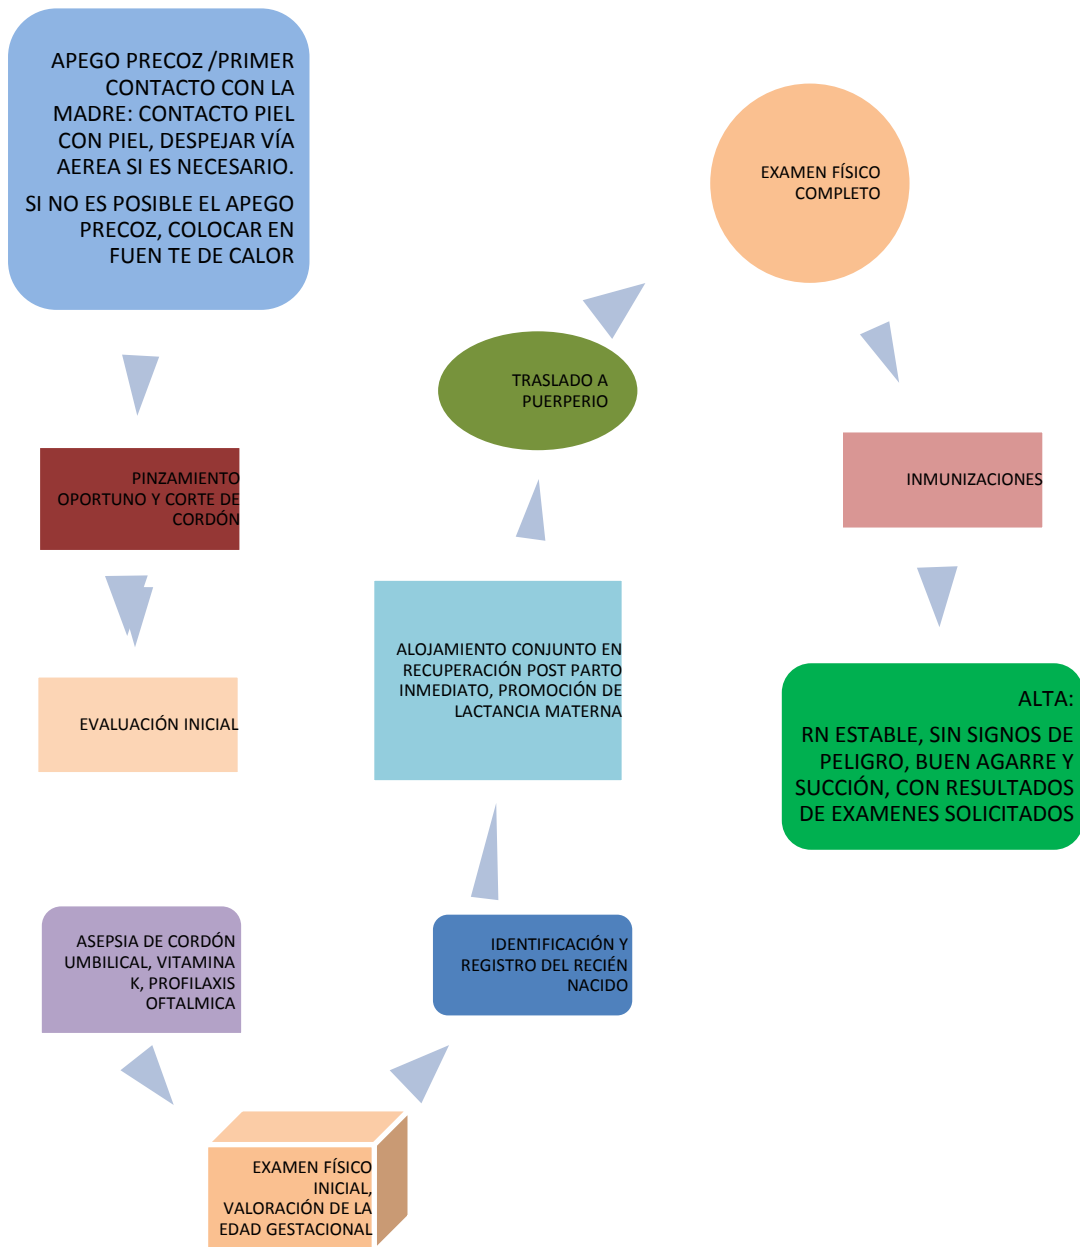 APEGO PRECOZ /PRIMER
CONTACTO CON LA
MADRE: CONTACTO PIEL
CON PIEL, DESPEJAR VÍA
AEREA SI ES NECESARIO.
SI NO ES POSIBLE EL APEGO
PRECOZ, COLOCAR EN
FUEN TE DE CALOR
PINZAMIENTO
OPORTUNO Y CORTE DE
CORDÓN
EVALUACIÓN INICIAL
ASEPSIA DE CORDÓN
UMBILICAL, VITAMINA
K, PROFILAXIS
OFTALMICA
EXAMEN FÍSICO
INICIAL,
VALORACIÓN DE LA
EDAD GESTACIONAL
IDENTIFICACIÓN Y
REGISTRO DEL RECIÉN
NACIDO
ALOJAMIENTO CONJUNTO EN
RECUPERACIÓN POST PARTO
INMEDIATO, PROMOCIÓN DE
LACTANCIA MATERNA
TRASLADO A
PUERPERIO
EXAMEN FÍSICO
COMPLETO
INMUNIZACIONES
ALTA:
RN ESTABLE, SIN SIGNOS DE
PELIGRO, BUEN AGARRE Y
SUCCIÓN, CON RESULTADOS
DE EXAMENES SOLICITADOS